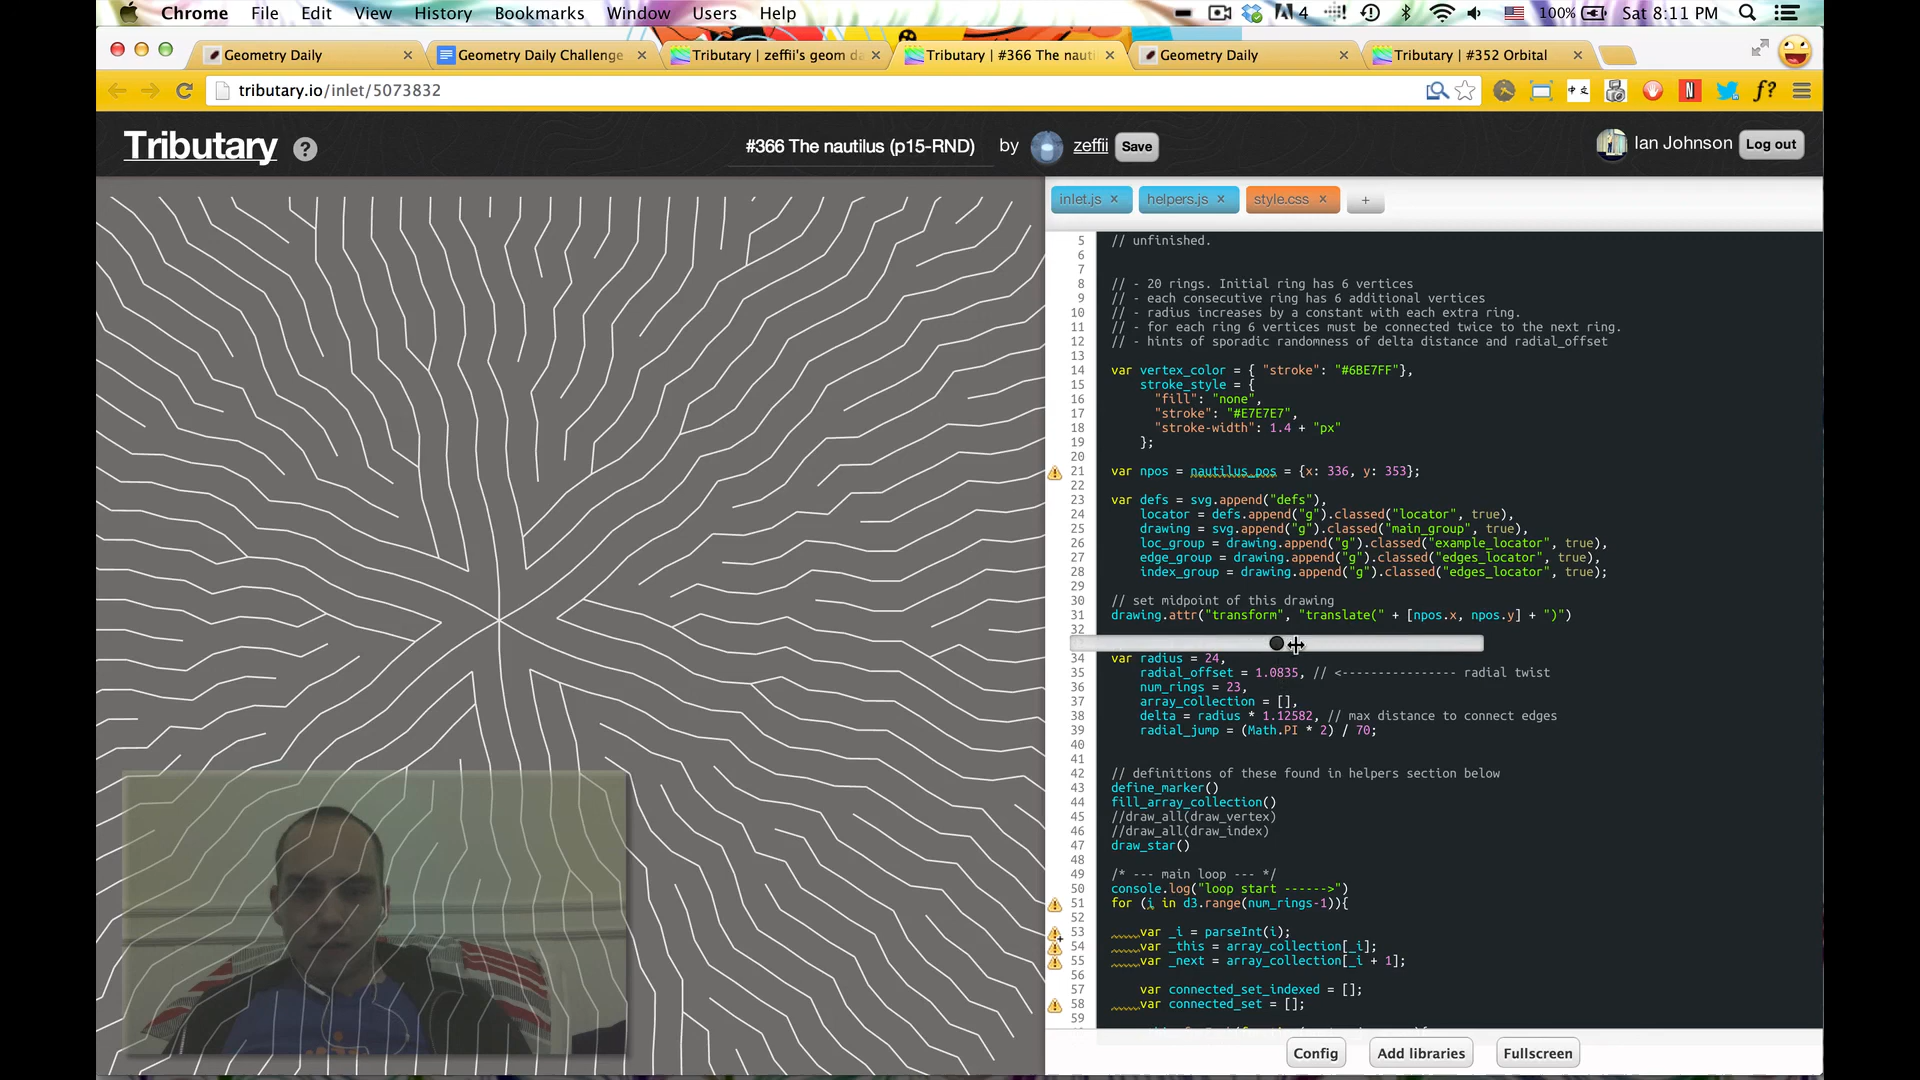 Chrome File Edit View History Bookmarks Window Users Help 4 100% Sat 8:11 PM
Geometry Daily × Geometry Daily Challenge × Tributary | zeffii's geom da × Tributary | #366 The nauti × Geometry Daily × Tributary | #352 Orbital ×
tributary.io/inlet/5073832 N f?
Tributary ? #366 The nautilus (p15-RND) by zeffii Save Ian Johnson Log out
inlet.js × helpers.js × style.css × +
5 // unfinished.
6
7
8 // - 20 rings. Initial ring has 6 vertices
9 // - each consecutive ring has 6 additional vertices
10 // - radius increases by a constant with each extra ring.
11 // - for each ring 6 vertices must be connected twice to the next ring.
12 // - hints of sporadic randomness of delta distance and radial_offset
13
14 var vertex_color = { "stroke": "#6BE7FF"},
15 stroke_style = {
16 "fill": "none",
17 "stroke": "#E7E7E7",
18 "stroke-width": 1.4 + "px"
19 };
20
21 var npos = nautilus_pos = {x: 336, y: 353};
22
23 var defs = svg.append("defs"),
24 locator = defs.append("g").classed("locator", true),
25 drawing = svg.append("g").classed("main_group", true),
26 loc_group = drawing.append("g").classed("example_locator", true),
27 edge_group = drawing.append("g").classed("edges_locator", true),
28 index_group = drawing.append("g").classed("edges_locator", true);
29
30 // set midpoint of this drawing
31 drawing.attr("transform", "translate(" + [npos.x, npos.y] + ")")
32
34 var radius = 24,
35 radial_offset = 1.0835, // <---------------- radial twist
36 num_rings = 23,
37 array_collection = [],
38 delta = radius * 1.12582, // max distance to connect edges
39 radial_jump = (Math.PI * 2) / 70;
40
41
42 // definitions of these found in helpers section below
43 define_marker()
44 fill_array_collection()
45 //draw_all(draw_vertex)
46 //draw_all(draw_index)
47 draw_star()
48
49 /* --- main loop --- */
50 console.log("loop start ------>")
51 for (i in d3.range(num_rings-1)){
52
53 var _i = parseInt(i);
54 var _this = array_collection[_i];
55 var _next = array_collection[_i + 1];
56
57 var connected_set_indexed = [];
58 var connected_set = [];
59
Config Add libraries Fullscreen